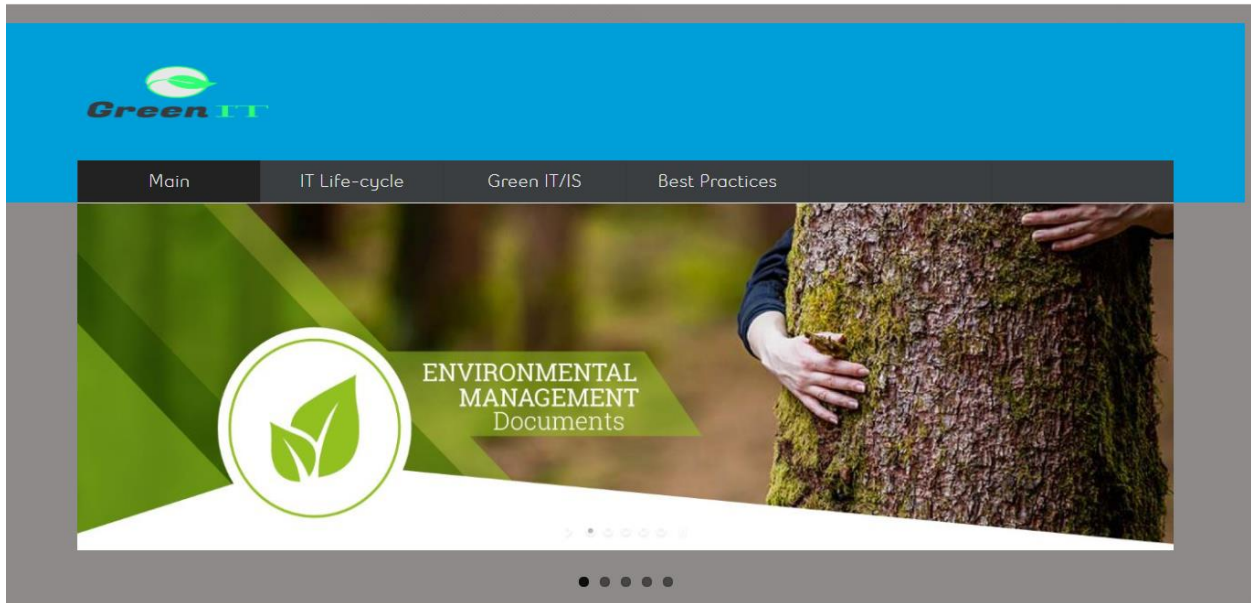 Green IT
Main IT Life-cycle Green IT/IS Best Practices
ENVIRONMENTAL
MANAGEMENT
Documents